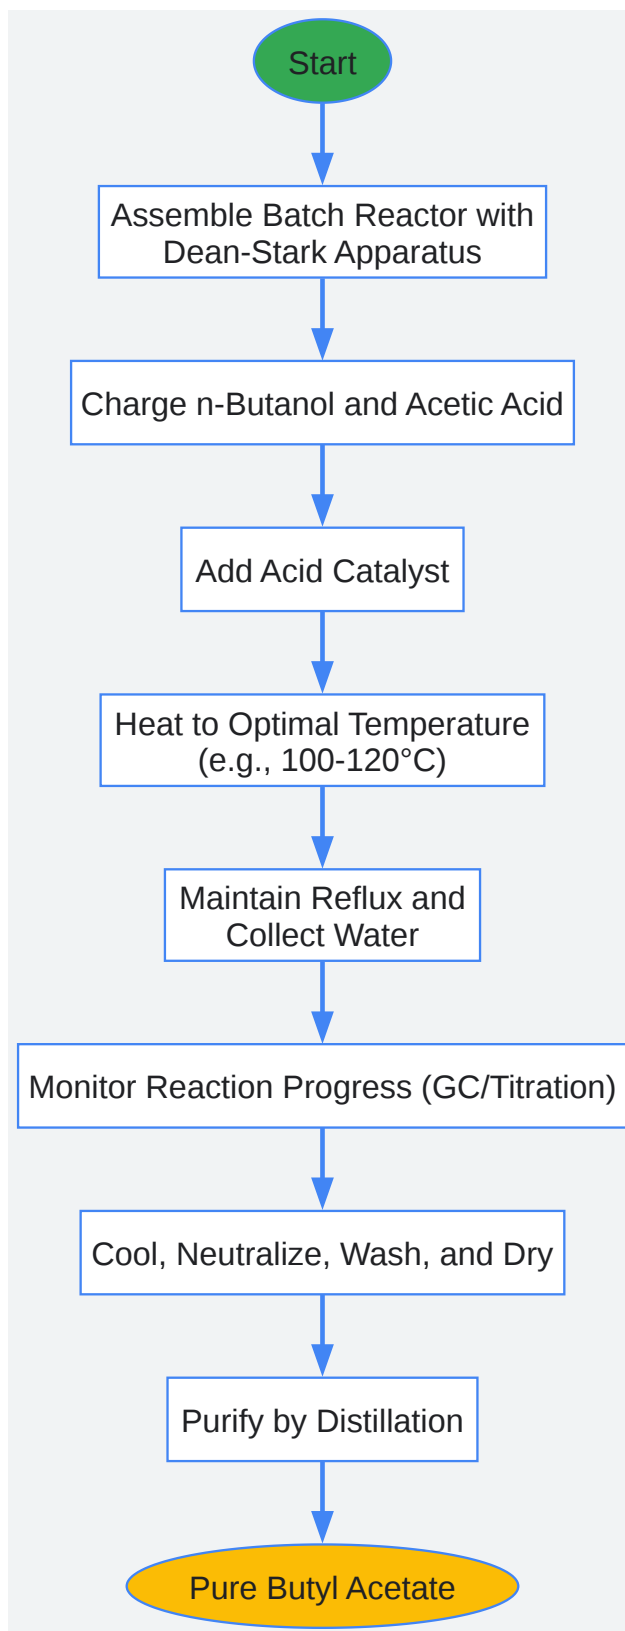 Start
Assemble Batch Reactor with
Dean-Stark Apparatus
Charge n-Butanol and Acetic Acid
Add Acid Catalyst
Heat to Optimal Temperature
(e.g., 100-120°C)
Maintain Reflux and
Collect Water
Monitor Reaction Progress (GC/Titration)
Cool, Neutralize, Wash, and Dry
Purify by Distillation
Pure Butyl Acetate